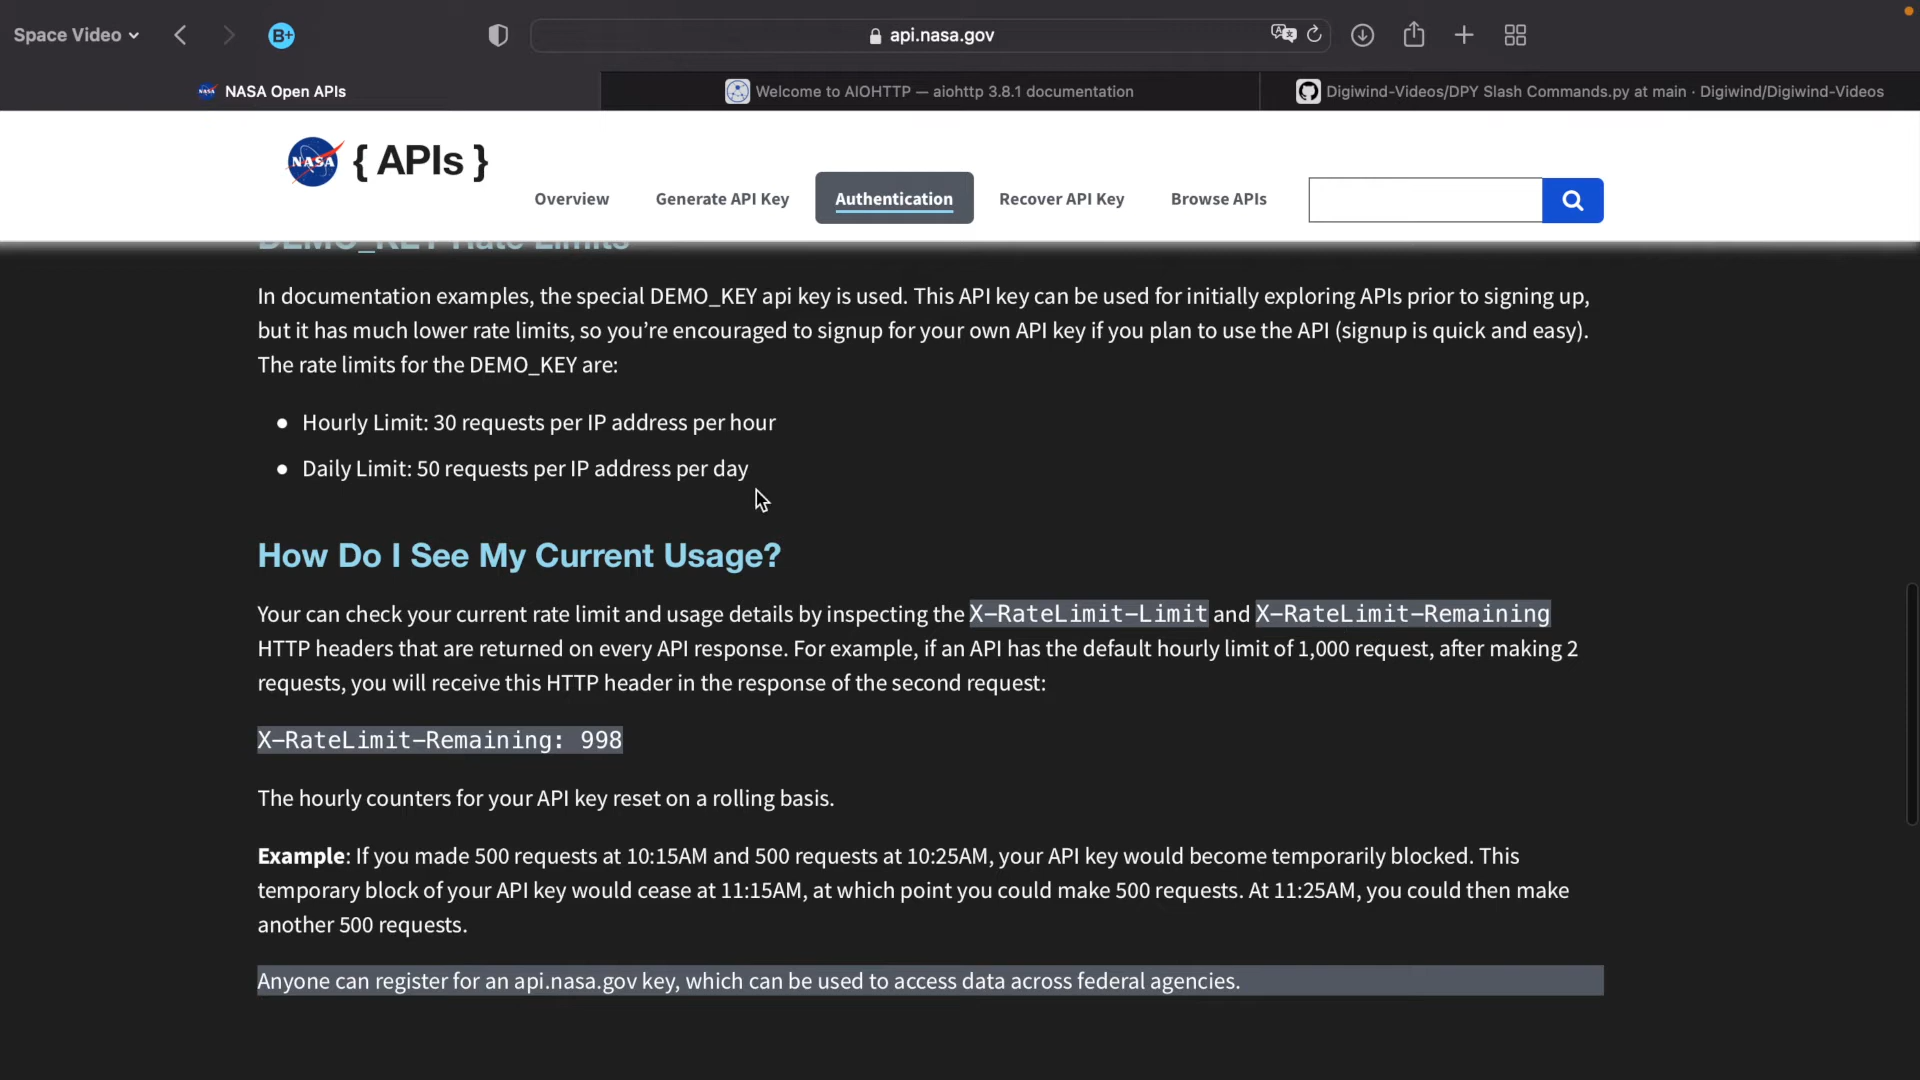 Space Video
B+
api.nasa.gov
NASA Open APIs
Welcome to AIOHTTP — aiohttp 3.8.1 documentation
Digiwind-Videos/DPY Slash Commands.py at main · Digiwind/Digiwind-Videos
NASA { APIs }
Overview
Generate API Key
Authentication
Recover API Key
Browse APIs
DEMO_KEY Rate Limits
In documentation examples, the special DEMO_KEY api key is used. This API key can be used for initially exploring APIs prior to signing up,
but it has much lower rate limits, so you’re encouraged to signup for your own API key if you plan to use the API (signup is quick and easy).
The rate limits for the DEMO_KEY are:
● Hourly Limit: 30 requests per IP address per hour
● Daily Limit: 50 requests per IP address per day
How Do I See My Current Usage?
Your can check your current rate limit and usage details by inspecting the X-RateLimit-Limit and X-RateLimit-Remaining
HTTP headers that are returned on every API response. For example, if an API has the default hourly limit of 1,000 request, after making 2
requests, you will receive this HTTP header in the response of the second request:
X-RateLimit-Remaining: 998
The hourly counters for your API key reset on a rolling basis.
Example: If you made 500 requests at 10:15AM and 500 requests at 10:25AM, your API key would become temporarily blocked. This
temporary block of your API key would cease at 11:15AM, at which point you could make 500 requests. At 11:25AM, you could then make
another 500 requests.
Anyone can register for an api.nasa.gov key, which can be used to access data across federal agencies.